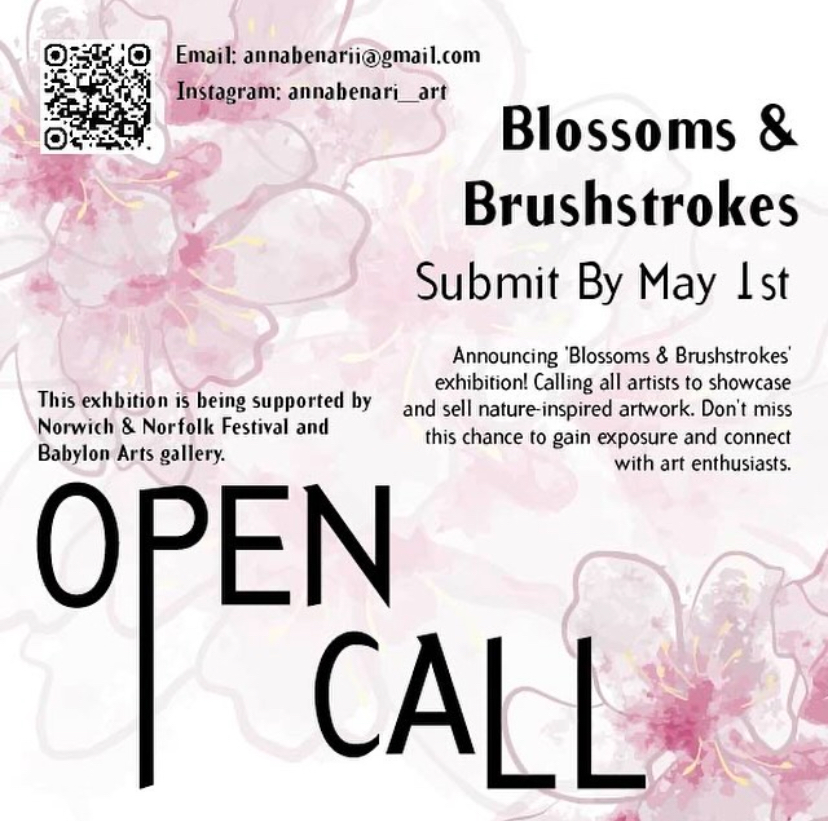 Email: annabenarii@gmail.com
Instagram: annabenari__art
Blossoms &
Brushstrokes
Submit By May 1st
Announcing 'Blossoms & Brushstrokes'
exhibition! Calling all artists to showcase
and sell nature-inspired artwork. Don't miss
this chance to gain exposure and connect
with art enthusiasts.
This exhbition is being supported by
Norwich & Norfolk Festival and
Babylon Arts gallery.
OPEN
CALL